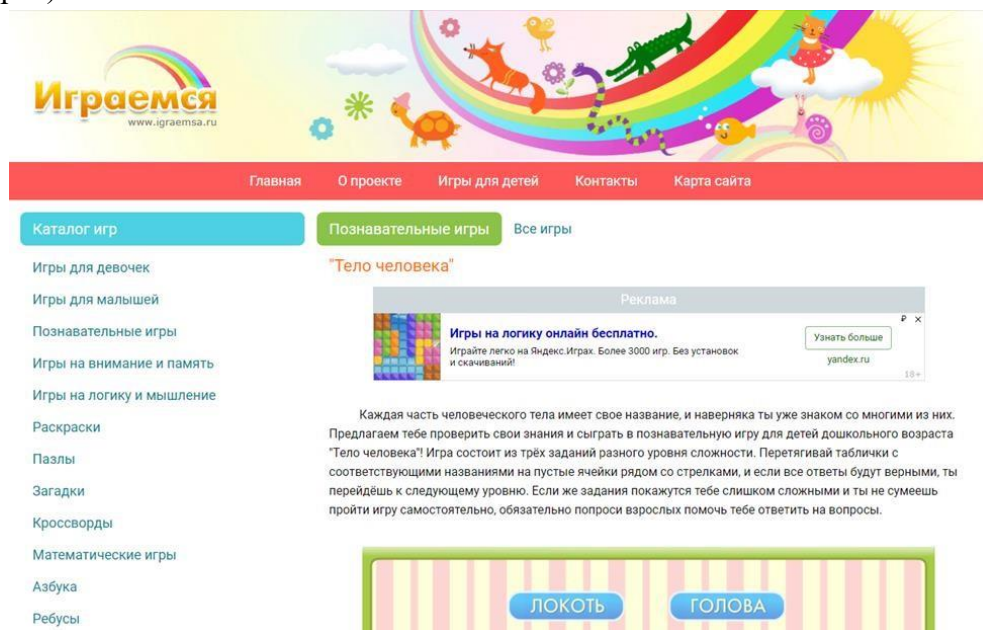 Играемся
www.igraemsa.ru
Главная О проекте Игры для детей Контакты Карта сайта
Каталог игр
Игры для девочек
Игры для малышей
Познавательные игры
Игры на внимание и память
Игры на логику и мышление
Раскраски
Пазлы
Загадки
Кроссворды
Математические игры
Азбука
Ребусы
Познавательные игры Все игры
"Тело человека"
Реклама
Игры на логику онлайн бесплатно.
Играйте легко на Яндекс.Играх. Более 3000 игр. Без установок
и скачиваний!
Узнать больше
yandex.ru
₽ ×
18+
Каждая часть человеческого тела имеет свое название, и наверняка ты уже знаком со многими из них.
Предлагаем тебе проверить свои знания и сыграть в познавательную игру для детей дошкольного возраста
"Тело человека"! Игра состоит из трёх заданий разного уровня сложности. Перетягивай таблички с
соответствующими названиями на пустые ячейки рядом со стрелками, и если все ответы будут верными, ты
перейдёшь к следующему уровню. Если же задания покажутся тебе слишком сложными и ты не сумеешь
пройти игру самостоятельно, обязательно попроси взрослых помочь тебе ответить на вопросы.
ЛОКОТЬ ГОЛОВА